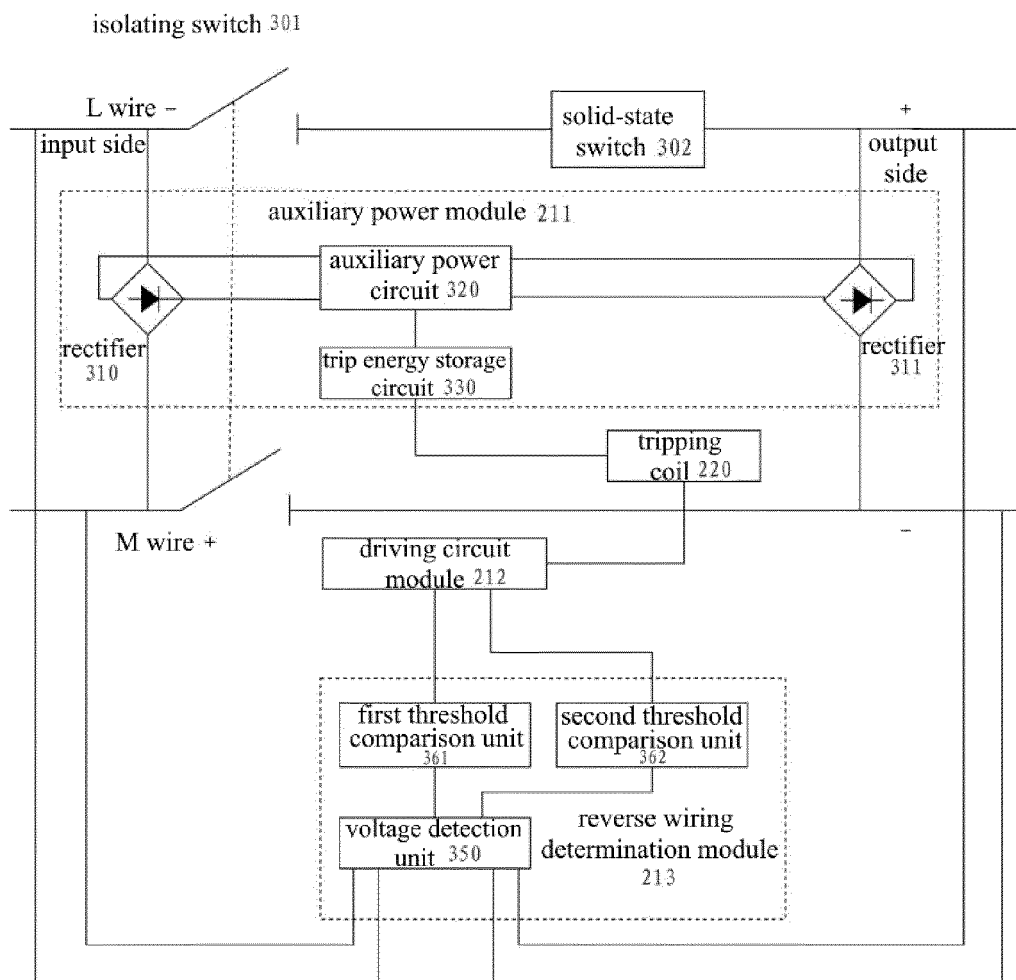 isolating switch 301
L wire −
input side
solid-state
switch 302
+
output
side
auxiliary power module 211
auxiliary power
circuit 320
rectifier
310
rectifier
311
trip energy storage
circuit 330
tripping
coil 220
M wire +
−
driving circuit
module 212
first threshold
comparison unit
361
second threshold
comparison unit
362
voltage detection
unit 350
reverse wiring
determination module
213